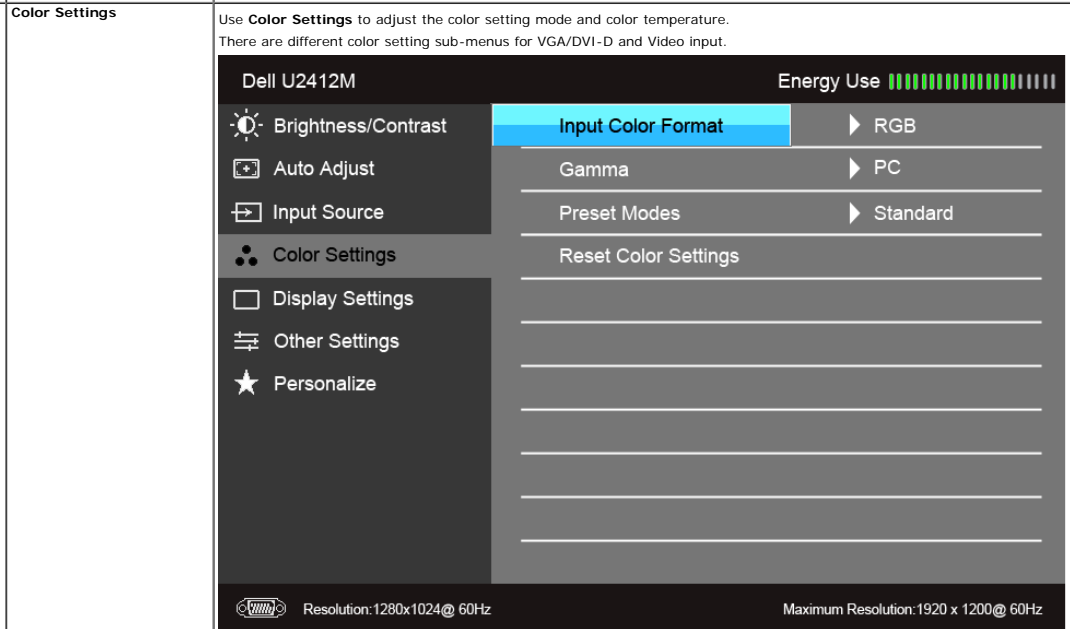 Color Settings
Use Color Settings to adjust the color setting mode and color temperature.
There are different color setting sub-menus for VGA/DVI-D and Video input.
Dell U2412M
Energy Use
Brightness/Contrast
Auto Adjust
Input Source
Color Settings
Display Settings
Other Settings
Personalize
Input Color Format
RGB
Gamma
PC
Preset Modes
Standard
Reset Color Settings
Resolution:1280x1024@ 60Hz
Maximum Resolution:1920 x 1200@ 60Hz